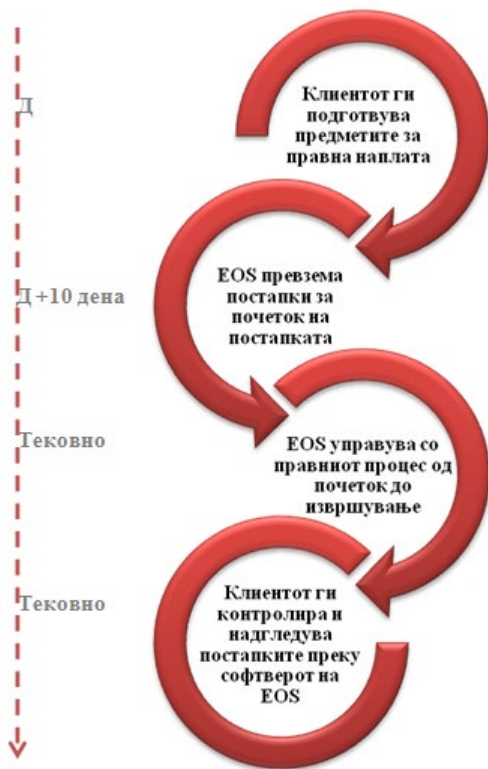 Д
Клиентот ги
подготвува
предметите за
правна наплата
Д +10 дена
EOS превзема
постапки за
почеток на
постапката
Тековно
EOS управува со
правниот процес од
почеток до
извршување
Тековно
Клиентот ги
контролира и
надгледува
постапките преку
софтверот на
EOS